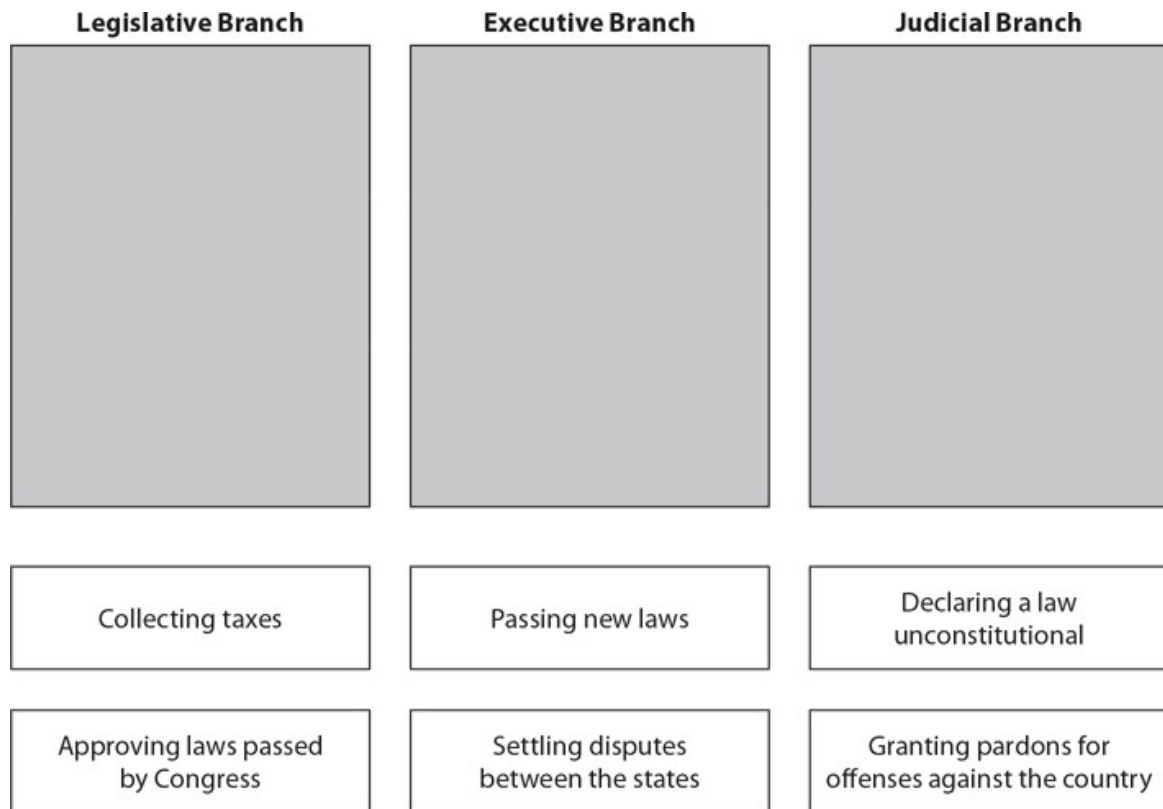 Legislative Branch
Executive Branch
Judicial Branch
Collecting taxes
Passing new laws
Declaring a law
unconstitutional
Approving laws passed
by Congress
Settling disputes
between the states
Granting pardons for
offenses against the country